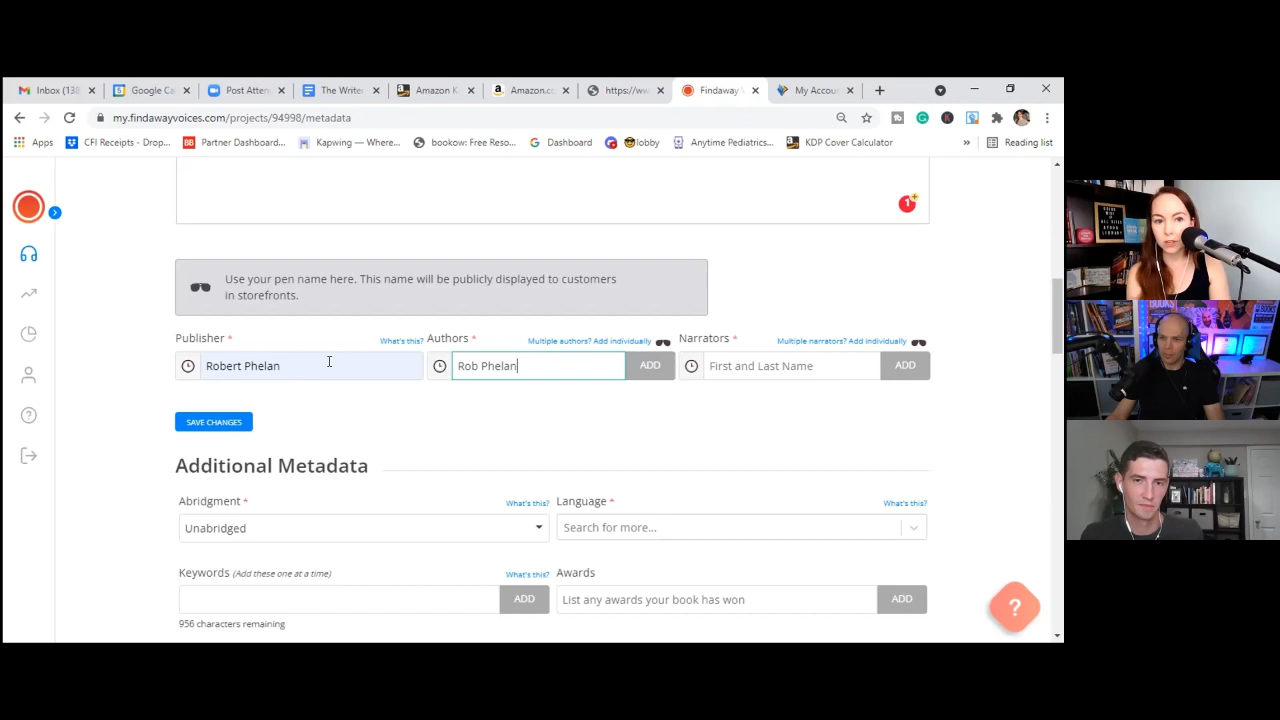 Inbox (138
Google Ca
Post Atten
The Writer
Amazon K
Amazon.co
https://ww
Findaway V
My Accou
my.findawayvoices.com/projects/94998/metadata
Apps
CFI Receipts - Drop...
Partner Dashboard...
Kapwing — Where...
bookow: Free Reso...
Dashboard
lobby
Anytime Pediatrics...
KDP Cover Calculator
»
Reading list
1
Use your pen name here. This name will be publicly displayed to customers
in storefronts.
Publisher *
What's this?
Authors *
Multiple authors? Add individually
Narrators *
Multiple narrators? Add individually
Robert Phelan
Rob Phelan
ADD
First and Last Name
ADD
SAVE CHANGES
Additional Metadata
Abridgment *
What's this?
Language *
What's this?
Unabridged
Search for more...
Keywords (Add these one at a time)
What's this?
Awards
ADD
List any awards your book has won
ADD
956 characters remaining
?
BOOKS